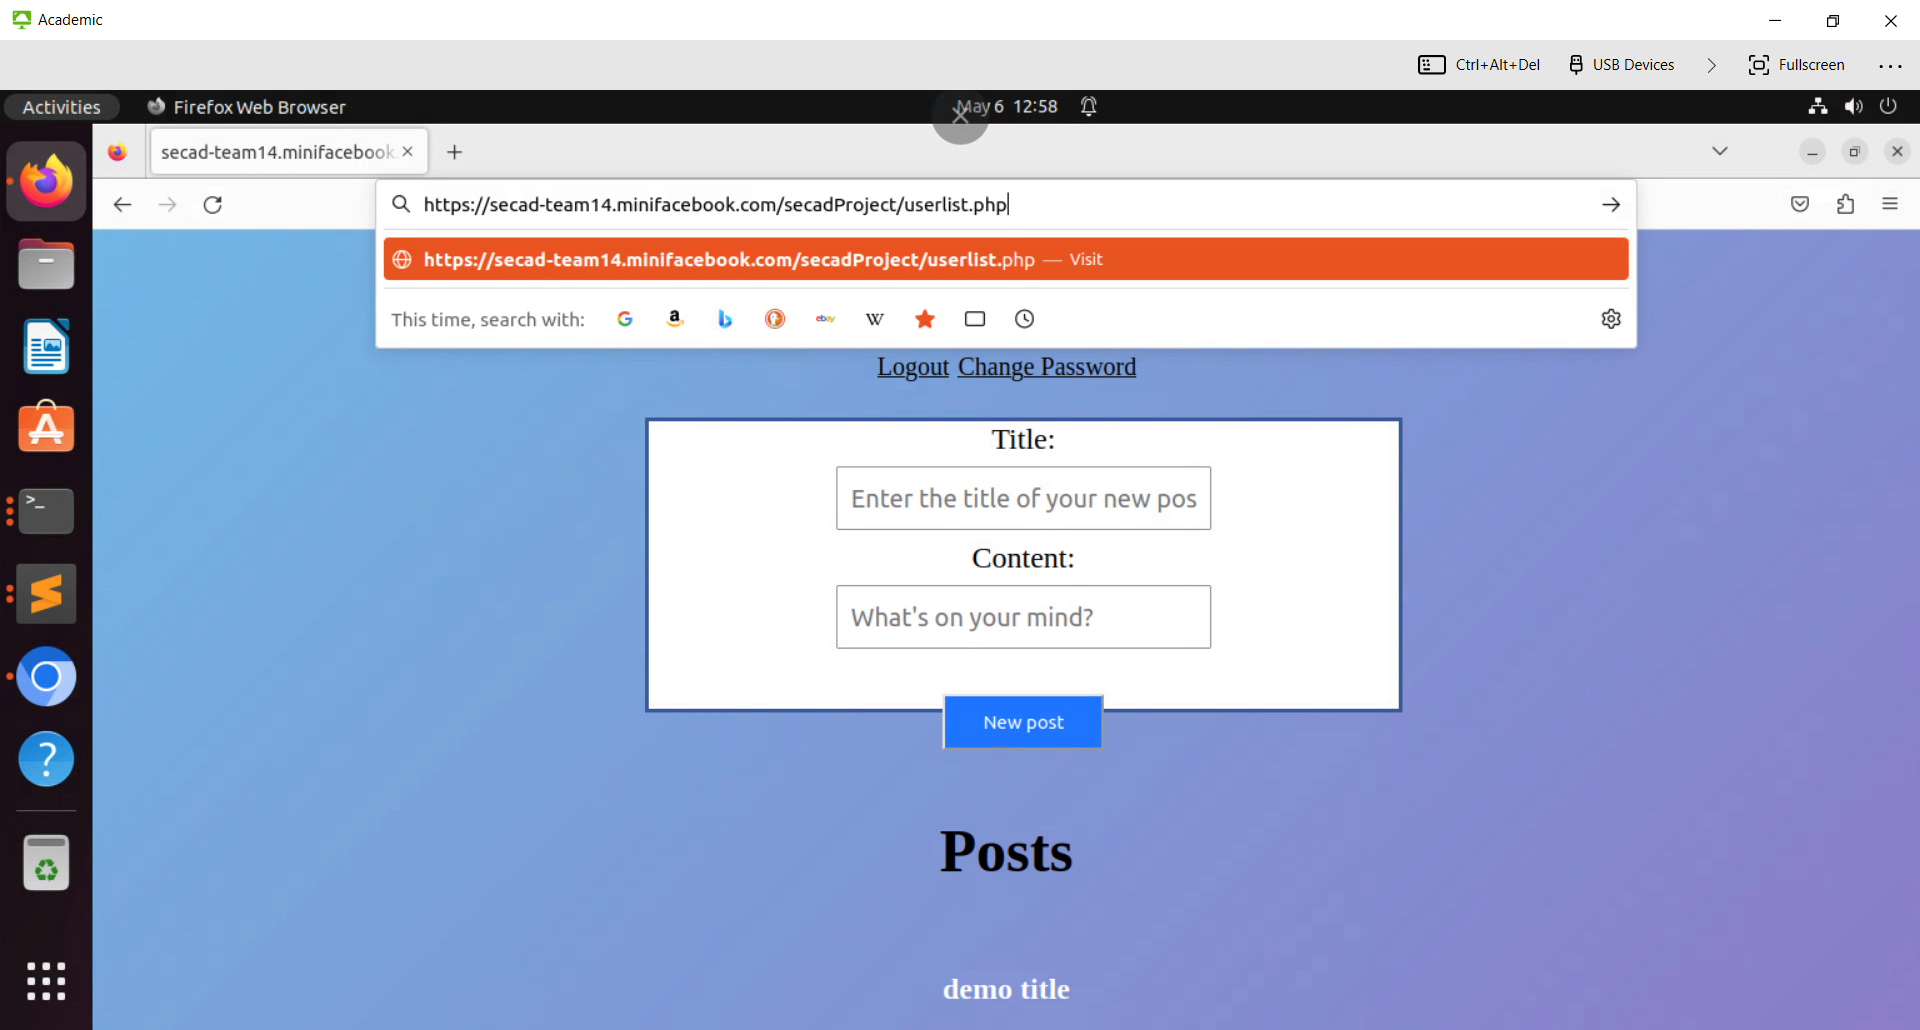 Academic
Ctrl+Alt+Del USB Devices Fullscreen
Activities Firefox Web Browser May 6 12:58
secad-team14.minifacebook
https://secad-team14.minifacebook.com/secadProject/userlist.php
https://secad-team14.minifacebook.com/secadProject/userlist.php — Visit
This time, search with: a ebay W
Logout Change Password
Title:
Enter the title of your new pos
Content:
What's on your mind?
New post
Posts
demo title